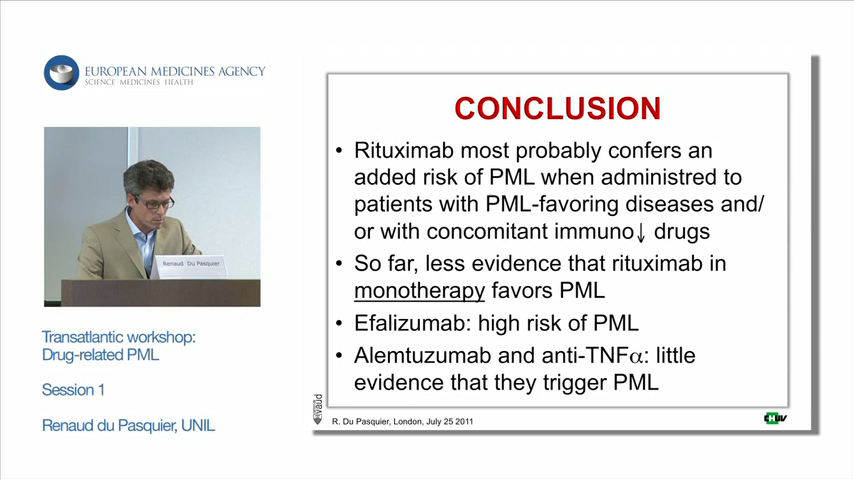 EUROPEAN MEDICINES AGENCY
SCIENCE MEDICINES HEALTH
Renaud Du Pasquier
Transatlantic workshop:
Drug-related PML
Session 1
Renaud du Pasquier, UNIL
CONCLUSION
• Rituximab most probably confers an
added risk of PML when administred to
patients with PML-favoring diseases and/
or with concomitant immuno↓ drugs
• So far, less evidence that rituximab in
monotherapy favors PML
• Efalizumab: high risk of PML
• Alemtuzumab and anti-TNFα: little
evidence that they trigger PML
vaud
R. Du Pasquier, London, July 25 2011
CHUV